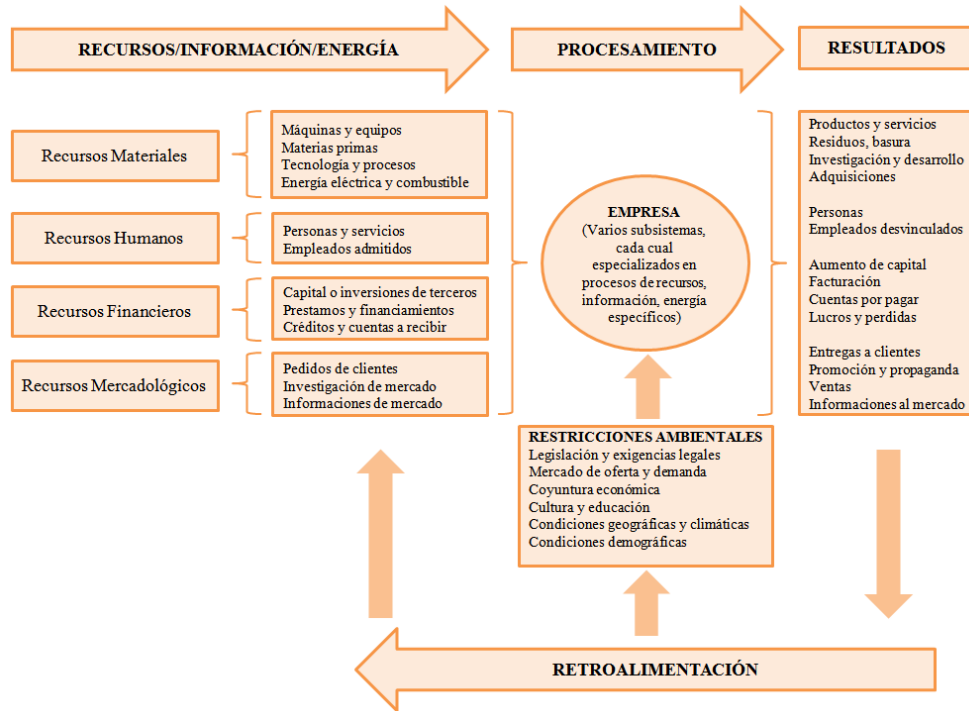 RECURSOS/INFORMACIÓN/ENERGÍA
PROCESAMIENTO
RESULTADOS
Recursos Materiales
Máquinas y equipos
Materias primas
Tecnología y procesos
Energía eléctrica y combustible
Recursos Humanos
Personas y servicios
Empleados admitidos
Recursos Financieros
Capital o inversiones de terceros
Prestamos y financiamientos
Créditos y cuentas a recibir
Recursos Mercadológicos
Pedidos de clientes
Investigación de mercado
Informaciones de mercado
EMPRESA
(Varios subsistemas,
cada cual
especializados en
procesos de recursos,
información, energía
específicos)
RESTRICCIONES AMBIENTALES
Legislación y exigencias legales
Mercado de oferta y demanda
Coyuntura económica
Cultura y educación
Condiciones geográficas y climáticas
Condiciones demográficas
Productos y servicios
Residuos, basura
Investigación y desarrollo
Adquisiciones
Personas
Empleados desvinculados
Aumento de capital
Facturación
Cuentas por pagar
Lucros y perdidas
Entregas a clientes
Promoción y propaganda
Ventas
Informaciones al mercado
RETROALIMENTACIÓN